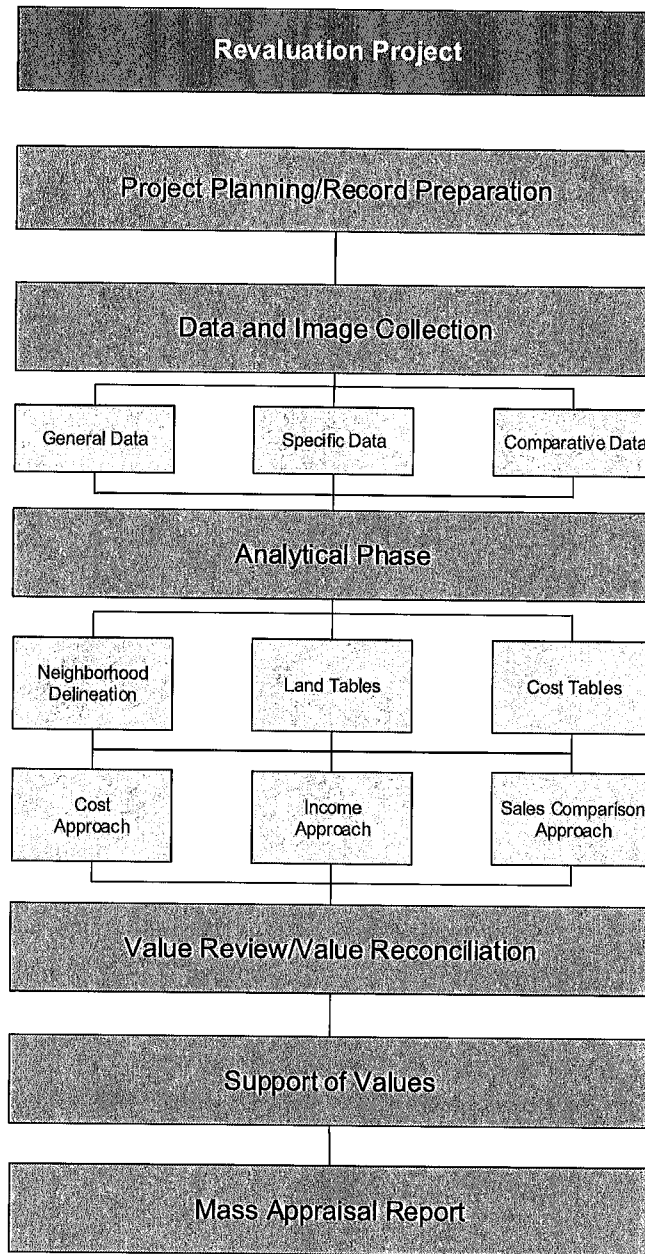 Revaluation Project
Project Planning/Record Preparation
Data and Image Collection
General Data
Specific Data
Comparative Data
Analytical Phase
Neighborhood
Delineation
Land Tables
Cost Tables
Cost
Approach
Income
Approach
Sales Comparison
Approach
Value Review/Value Reconciliation
Support of Values
Mass Appraisal Report